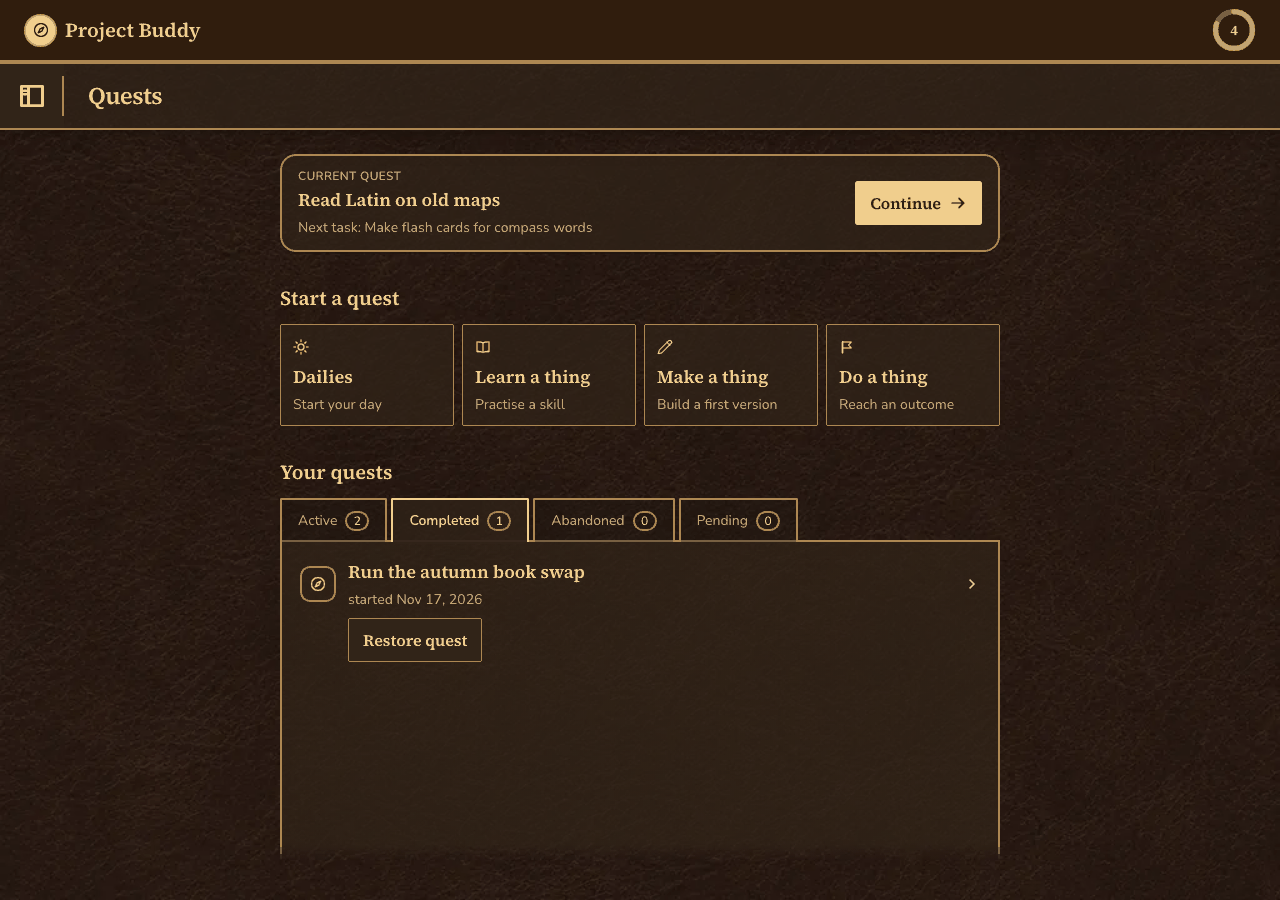 Project Buddy
4
Quests
CURRENT QUEST
Read Latin on old maps
Next task: Make flash cards for compass words
Continue
Start a quest
Dailies
Start your day
Learn a thing
Practise a skill
Make a thing
Build a first version
Do a thing
Reach an outcome
Your quests
Active 2
Completed 1
Abandoned 0
Pending 0
Run the autumn book swap
started Nov 17, 2026
Restore quest